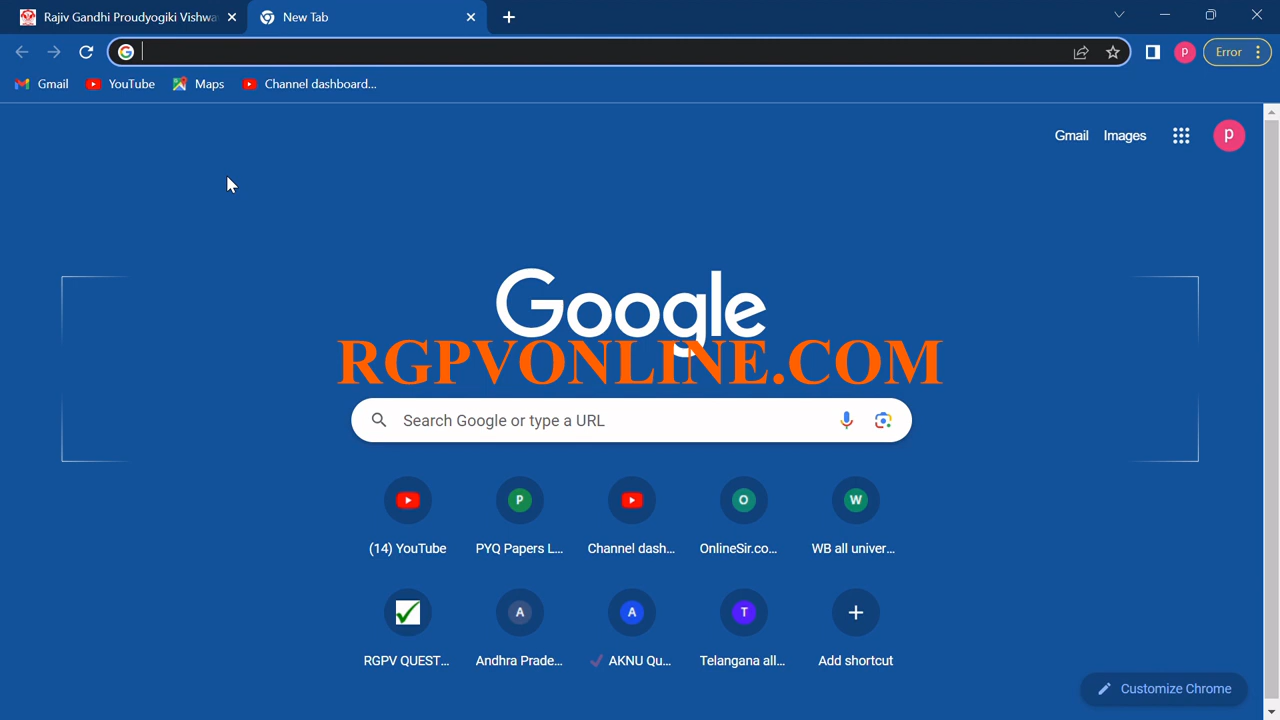 Rajiv Gandhi Proudyogiki Vishwa
New Tab
Error
Gmail
YouTube
Maps
Channel dashboard...
Gmail
Images
P
Google
RGPVONLINE.COM
Search Google or type a URL
P
O
W
(14) YouTube
PYQ Papers L...
Channel dash...
OnlineSir.co...
WB all univer...
A
A
T
RGPV QUEST...
Andhra Prade...
AKNU Qu...
Telangana all...
Add shortcut
Customize Chrome